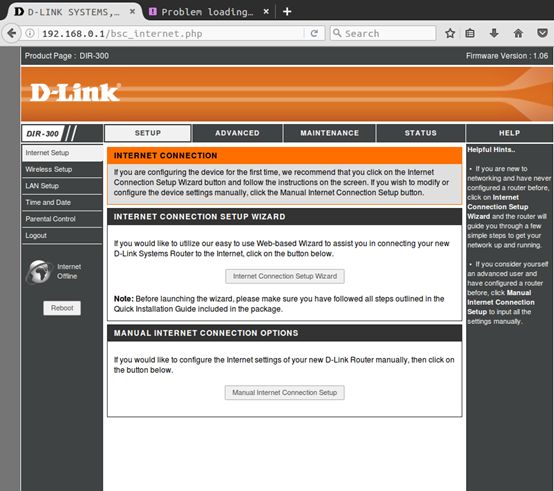 D-LINK SYSTEMS,...
Problem loading...
192.168.0.1/bsc_internet.php
Search
Product Page : DIR-300
Firmware Version : 1.06
D-Link
DIR-300
SETUP
ADVANCED
MAINTENANCE
STATUS
HELP
Internet Setup
Wireless Setup
LAN Setup
Time and Date
Parental Control
Logout
Internet
Offline
Reboot
INTERNET CONNECTION
If you are configuring the device for the first time, we recommend that you click on the Internet
Connection Setup Wizard button and follow the instructions on the screen. If you wish to modify or
configure the device settings manually, click the Manual Internet Connection Setup button.
INTERNET CONNECTION SETUP WIZARD
If you would like to utilize our easy to use Web-based Wizard to assist you in connecting your new
D-Link Systems Router to the Internet, click on the button below.
Internet Connection Setup Wizard
Note: Before launching the wizard, please make sure you have followed all steps outlined in the
Quick Installation Guide included in the package.
MANUAL INTERNET CONNECTION OPTIONS
If you would like to configure the Internet settings of your new D-Link Router manually, then click on
the button below.
Manual Internet Connection Setup
Helpful Hints..
• If you are new to
networking and have never
configured a router before,
click on Internet
Connection Setup
Wizard and the router will
guide you through a few
simple steps to get your
network up and running.
• If you consider yourself
an advanced user and
have configured a router
before, click Manual
Internet Connection
Setup to input all the
settings manually.